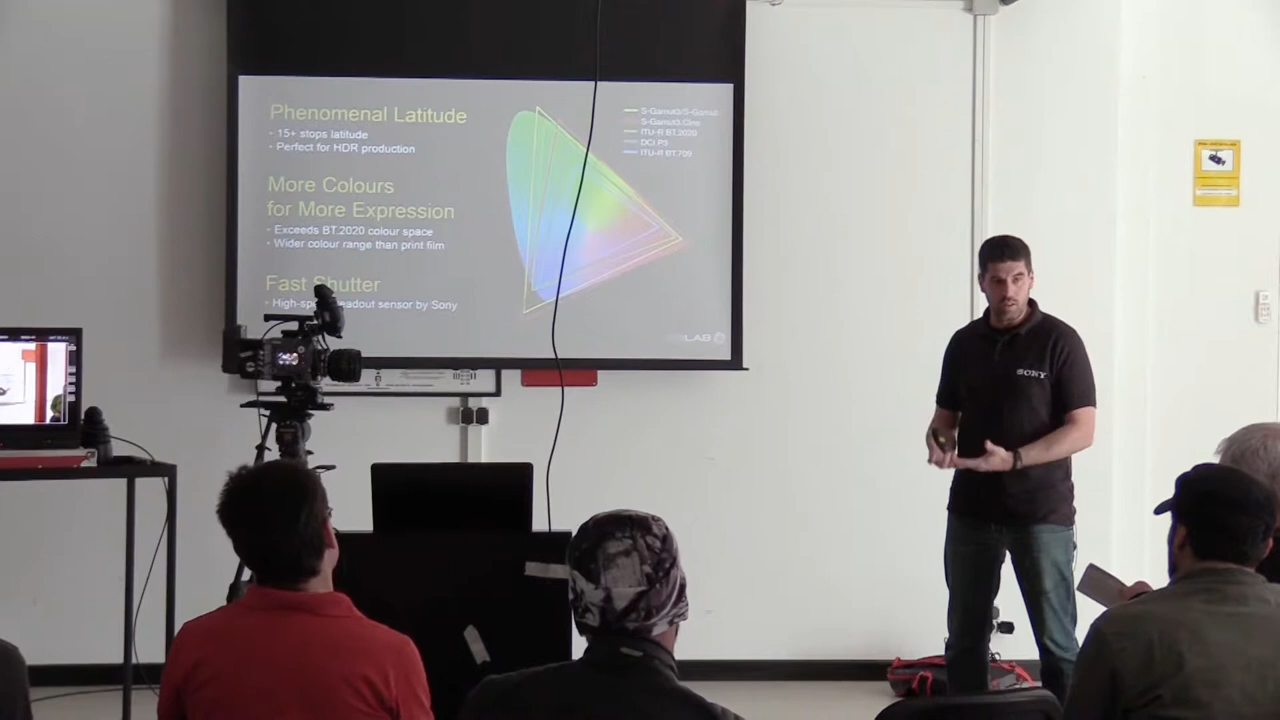 Phenomenal Latitude
- 15+ stops latitude
- Perfect for HDR production
More Colours
for More Expression
- Exceeds BT.2020 colour space
- Wider colour range than print film
Fast Shutter
- High-sp eadout sensor by Sony
S-Gamut3/S-Gamut
S-Gamut3.Cine
ITU-R BT.2020
DCI P3
ITU-R BT.709
LAB
SONY